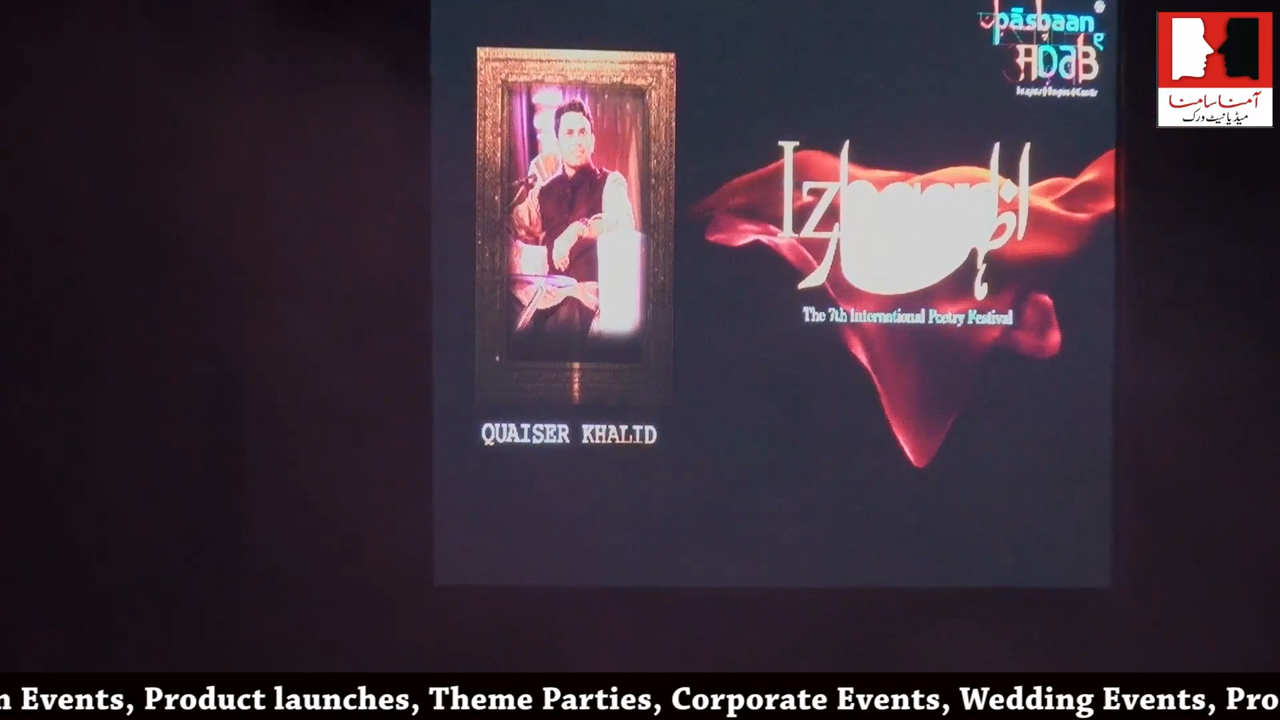 pāsbaan
ए
ADAB
آمنا سامنا
میڈیا نیٹ ورک
اظہار
The 7th International Poetry Festival
QUAISER KHALID
n Events, Product launches, Theme Parties, Corporate Events, Wedding Events, Pro